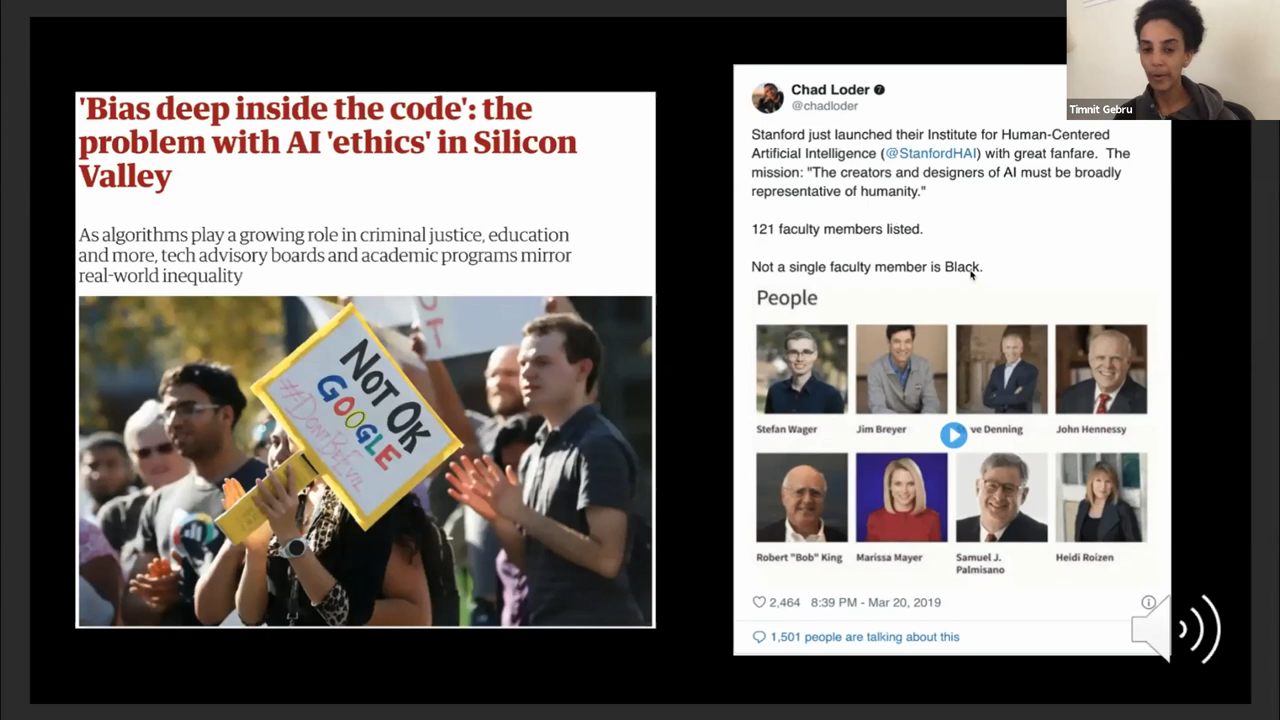 'Bias deep inside the code': the
problem with AI 'ethics' in Silicon
Valley
As algorithms play a growing role in criminal justice, education
and more, tech advisory boards and academic programs mirror
real-world inequality
NOT OK
GOOGLE
#DON'T BE EVIL
Chad Loder
@chadloder
Stanford just launched their Institute for Human-Centered
Artificial Intelligence (@StanfordHAI) with great fanfare. The
mission: "The creators and designers of AI must be broadly
representative of humanity."
121 faculty members listed.
Not a single faculty member is Black.
People
Stefan Wager
Jim Breyer
ve Denning
John Hennessy
Robert "Bob" King
Marissa Mayer
Samuel J.
Palmisano
Heidi Roizen
2,464 8:39 PM - Mar 20, 2019
1,501 people are talking about this
Timnit Gebru